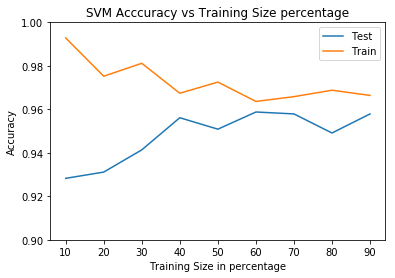 SVM Acccuracy vs Training Size percentage
1.00
0.98
0.96
0.94
0.92
0.90
Accuracy
Test
Train
10 20 30 40 50 60 70 80 90
Training Size in percentage